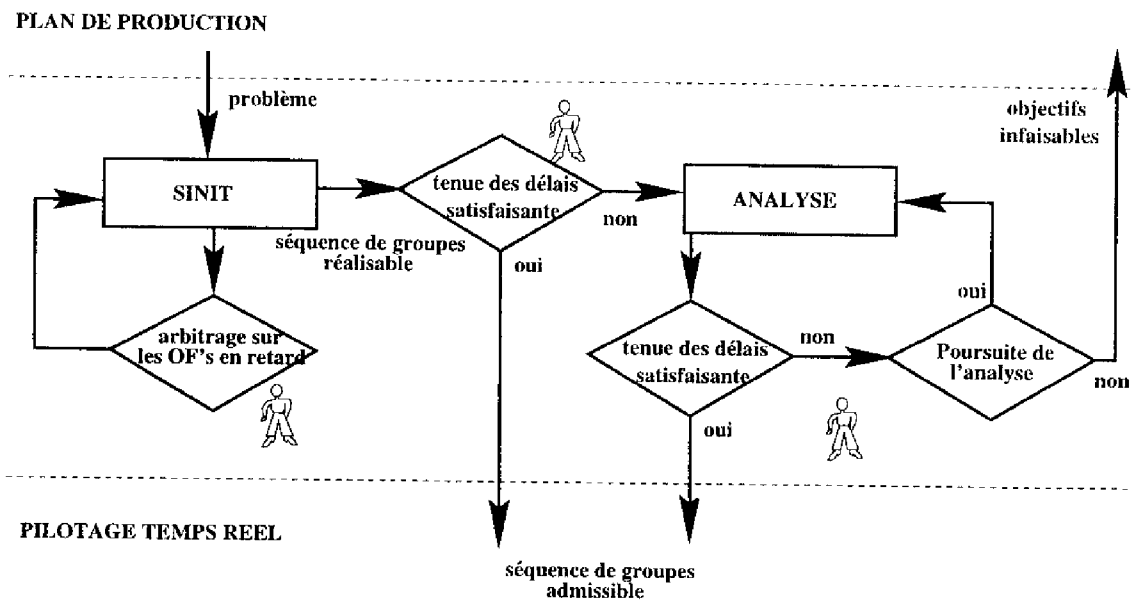 PLAN DE PRODUCTION
problème
objectifs
infaisables
SINIT
tenue des délais
satisfaisante
non
ANALYSE
séquence de groupes
réalisable
oui
oui
arbitrage sur
les OF's en retard
tenue des délais
satisfaisante
non
Poursuite de
l'analyse
non
oui
PILOTAGE TEMPS REEL
séquence de groupes
admissible